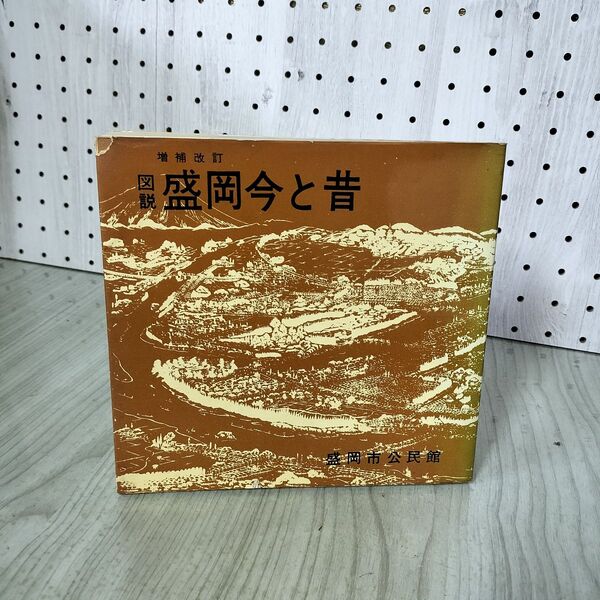 増補改訂
図説 盛岡今と昔
盛岡市公民館